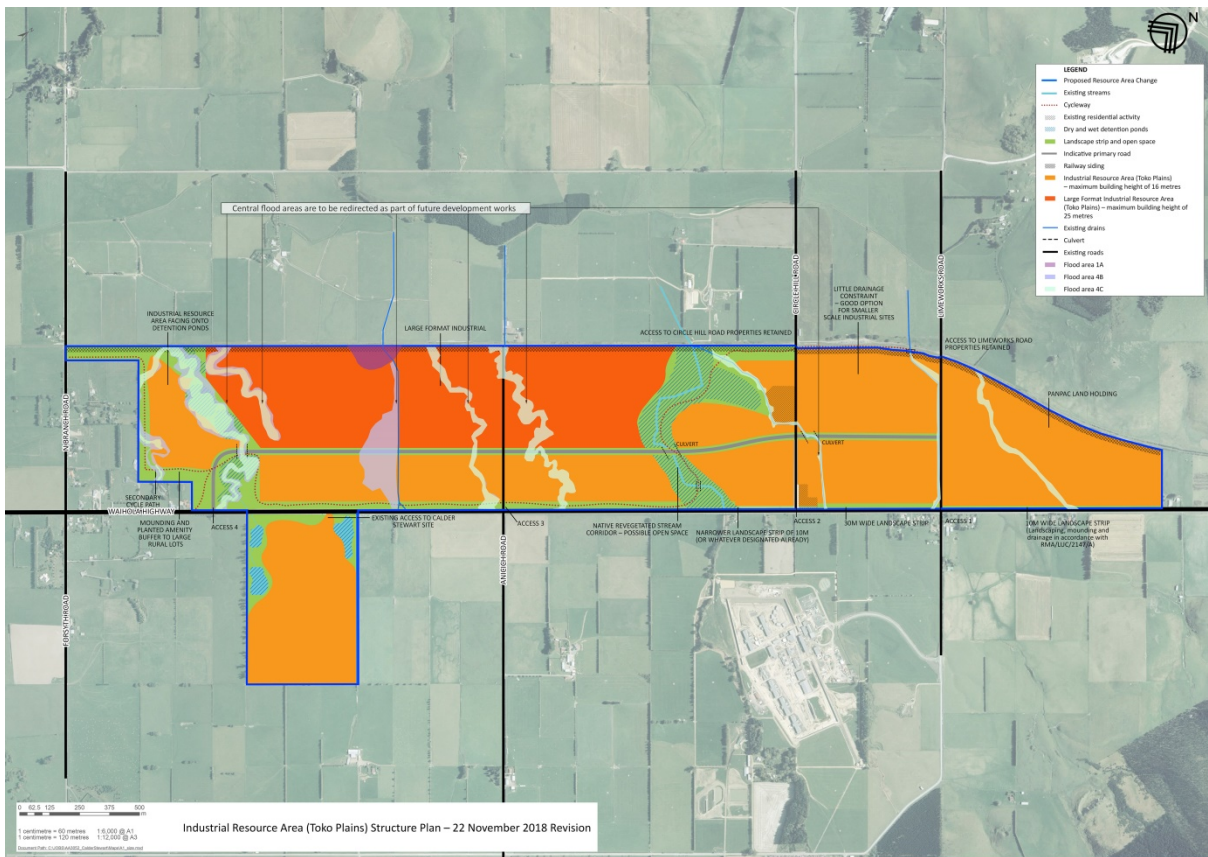 N
LEGEND
Proposed Resource Area Change
Existing streams
Cycleway
Existing residential activity
Dry and wet detention ponds
Landscape strip and open space
Indicative primary road
Railway siding
Industrial Resource Area (Toko Plains)
– maximum building height of 16 metres
Large Format Industrial Resource Area
(Toko Plains) – maximum building height of
25 metres
Existing drains
Culvert
Existing roads
Flood area 1A
Flood area 4B
Flood area 4C
Central flood areas are to be redirected as part of future development works
INDUSTRIAL RESOURCE
AREA FACING ONTO
DETENTION PONDS
LARGE FORMAT INDUSTRIAL
ACCESS TO CIRCLE HILL ROAD PROPERTIES RETAINED
CIRCLE HILL ROAD
LITTLE DRAINAGE
CONSTRAINT
– GOOD OPTION
FOR SMALLER
SCALE INDUSTRIAL SITES
LIMEWORKS ROAD
ACCESS TO LIMEWORKS ROAD
PROPERTIES RETAINED
PANPAC LAND HOLDING
N BRANCH ROAD
CULVERT
CULVERT
SECONDARY
CYCLE PATH
WAIHOLA HIGHWAY
MOUNDING AND
PLANTED AMENITY
BUFFER TO LARGE
RURAL LOTS
ACCESS 4
EXISTING ACCESS TO CALDER
STEWART SITE
ACCESS 3
NATIVE REVEGETATED STREAM
CORRIDOR – POSSIBLE OPEN SPACE
NARROWER LANDSCAPE STRIP OF 10M
(OR WHATEVER DESIGNATED ALREADY)
ACCESS 2
30M WIDE LANDSCAPE STRIP
ACCESS 1
10M WIDE LANDSCAPE STRIP
(Landscaping, mounding and
drainage in accordance with
RMA/LUC/2147/A)
FORSYTH ROAD
0 62.5 125 250 375 500
m
1 centimetre = 60 metres 1:6,000 @ A1
1 centimetre = 120 metres 1:12,000 @ A3
Industrial Resource Area (Toko Plains) Structure Plan – 22 November 2018 Revision